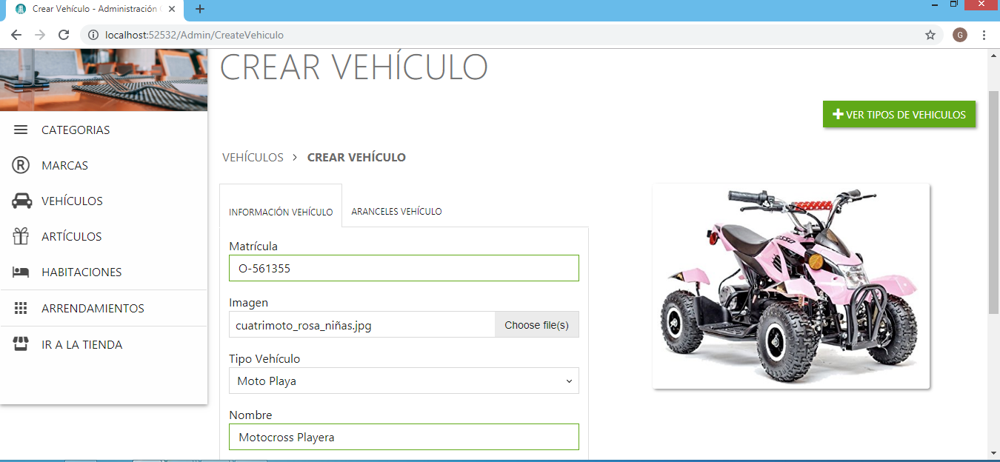 Crear Vehículo - Administración
localhost:52532/Admin/CreateVehiculo
G
CREAR VEHÍCULO
CATEGORIAS
MARCAS
VEHÍCULOS
ARTÍCULOS
HABITACIONES
ARRENDAMIENTOS
IR A LA TIENDA
VER TIPOS DE VEHICULOS
VEHÍCULOS > CREAR VEHÍCULO
INFORMACIÓN VEHÍCULO
ARANCELES VEHÍCULO
Matrícula
O-561355
Imagen
cuatrimoto_rosa_niñas.jpg
Choose file(s)
Tipo Vehículo
Moto Playa
Nombre
Motocross Playera